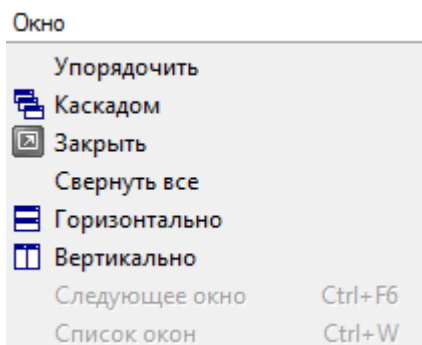 Окно
Упорядочить
Каскадом
Закрыть
Свернуть все
Горизонтально
Вертикально
Следующее окно Ctrl+F6
Список окон Ctrl+W